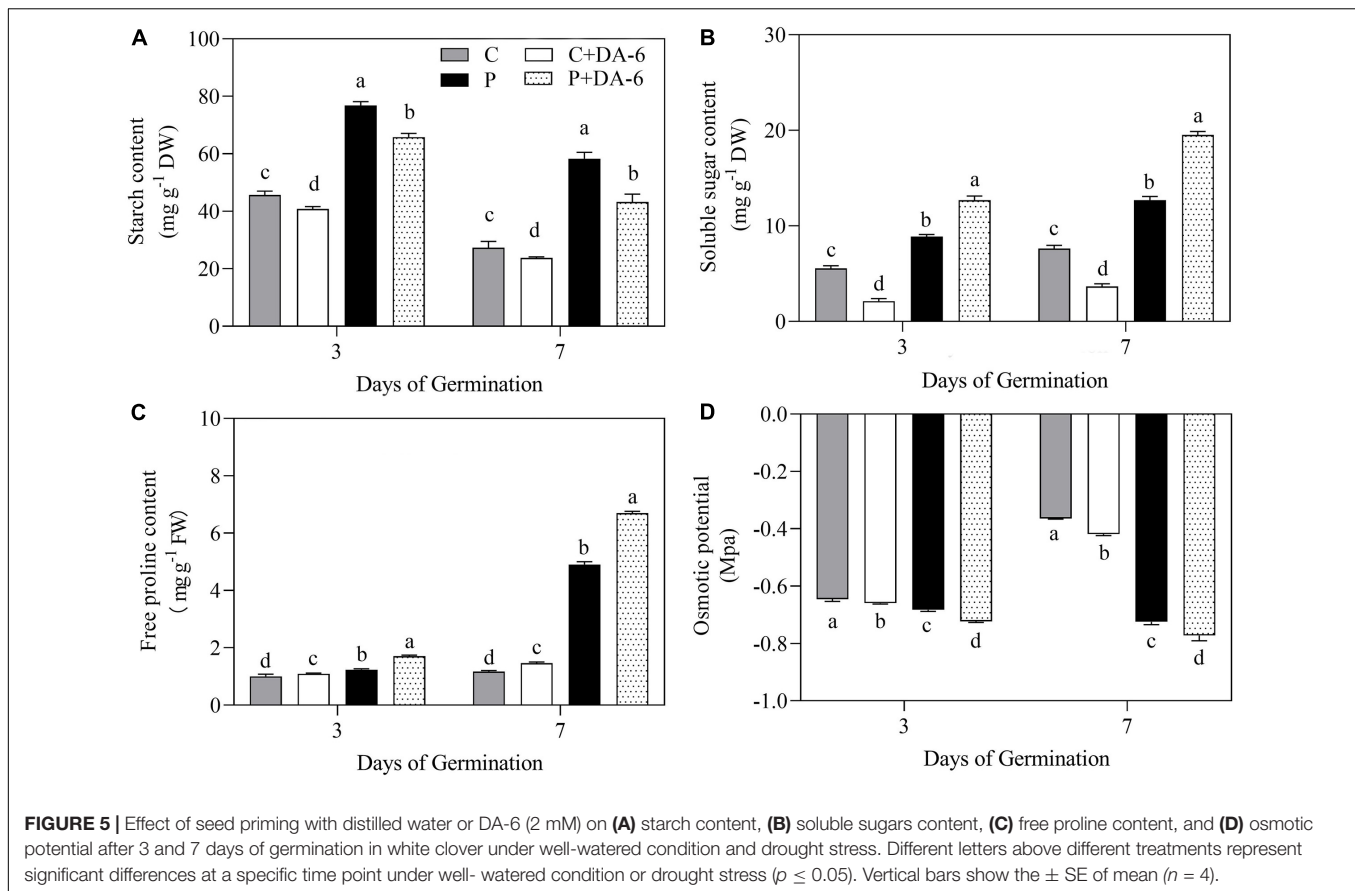 A
Starch content
(mg g-1 DW)
100
80
60
40
20
0
C
C+DA-6
P
P+DA-6
c
d
a
b
c
d
a
b
3
7
Days of Germination
B
Soluble sugar content
(mg g-1 DW)
30
20
10
0
c
d
b
a
c
d
b
a
3
7
Days of Germination
C
Free proline content
( mg g-1 FW)
10
8
6
4
2
0
d
c
b
a
d
c
b
a
3
7
Days of Germination
D
Osmotic potential
(Mpa)
0.0
-0.2
-0.4
-0.6
-0.8
-1.0
a
b
c
d
a
b
c
d
3
7
Days of Germination
FIGURE 5 | Effect of seed priming with distilled water or DA-6 (2 mM) on (A) starch content, (B) soluble sugars content, (C) free proline content, and (D) osmotic
potential after 3 and 7 days of germination in white clover under well-watered condition and drought stress. Different letters above different treatments represent
significant differences at a specific time point under well- watered condition or drought stress (p ≤ 0.05). Vertical bars show the ± SE of mean (n = 4).